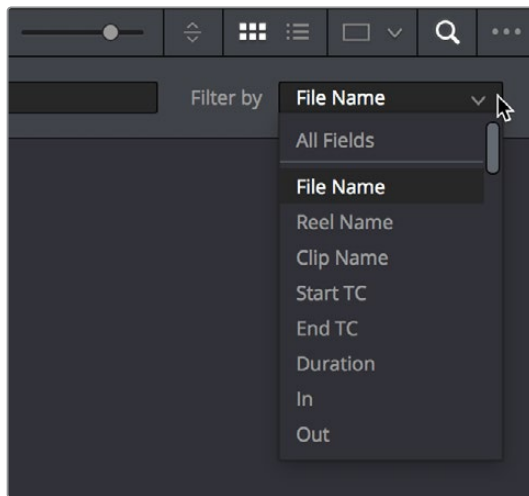 Filter by File Name
All Fields
File Name
Reel Name
Clip Name
Start TC
End TC
Duration
In
Out